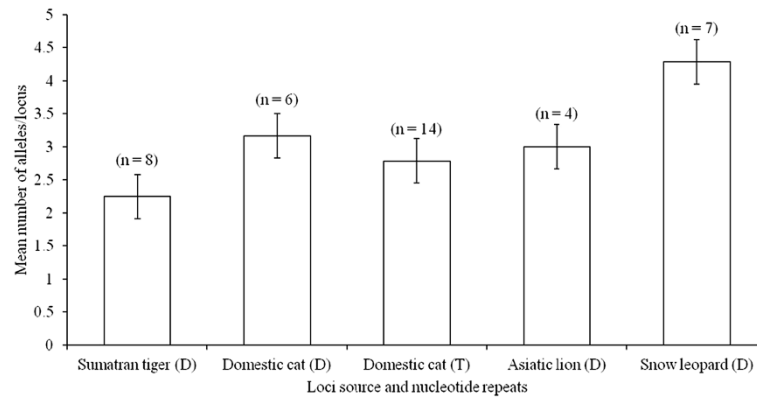 5
4.5
4
3.5
3
2.5
2
1.5
1
0.5
0
Mean number of alleles/locus
(n = 8)
(n = 6)
(n = 14)
(n = 4)
(n = 7)
Sumatran tiger (D) Domestic cat (D) Domestic cat (T) Asiatic lion (D) Snow leopard (D)
Loci source and nucleotide repeats